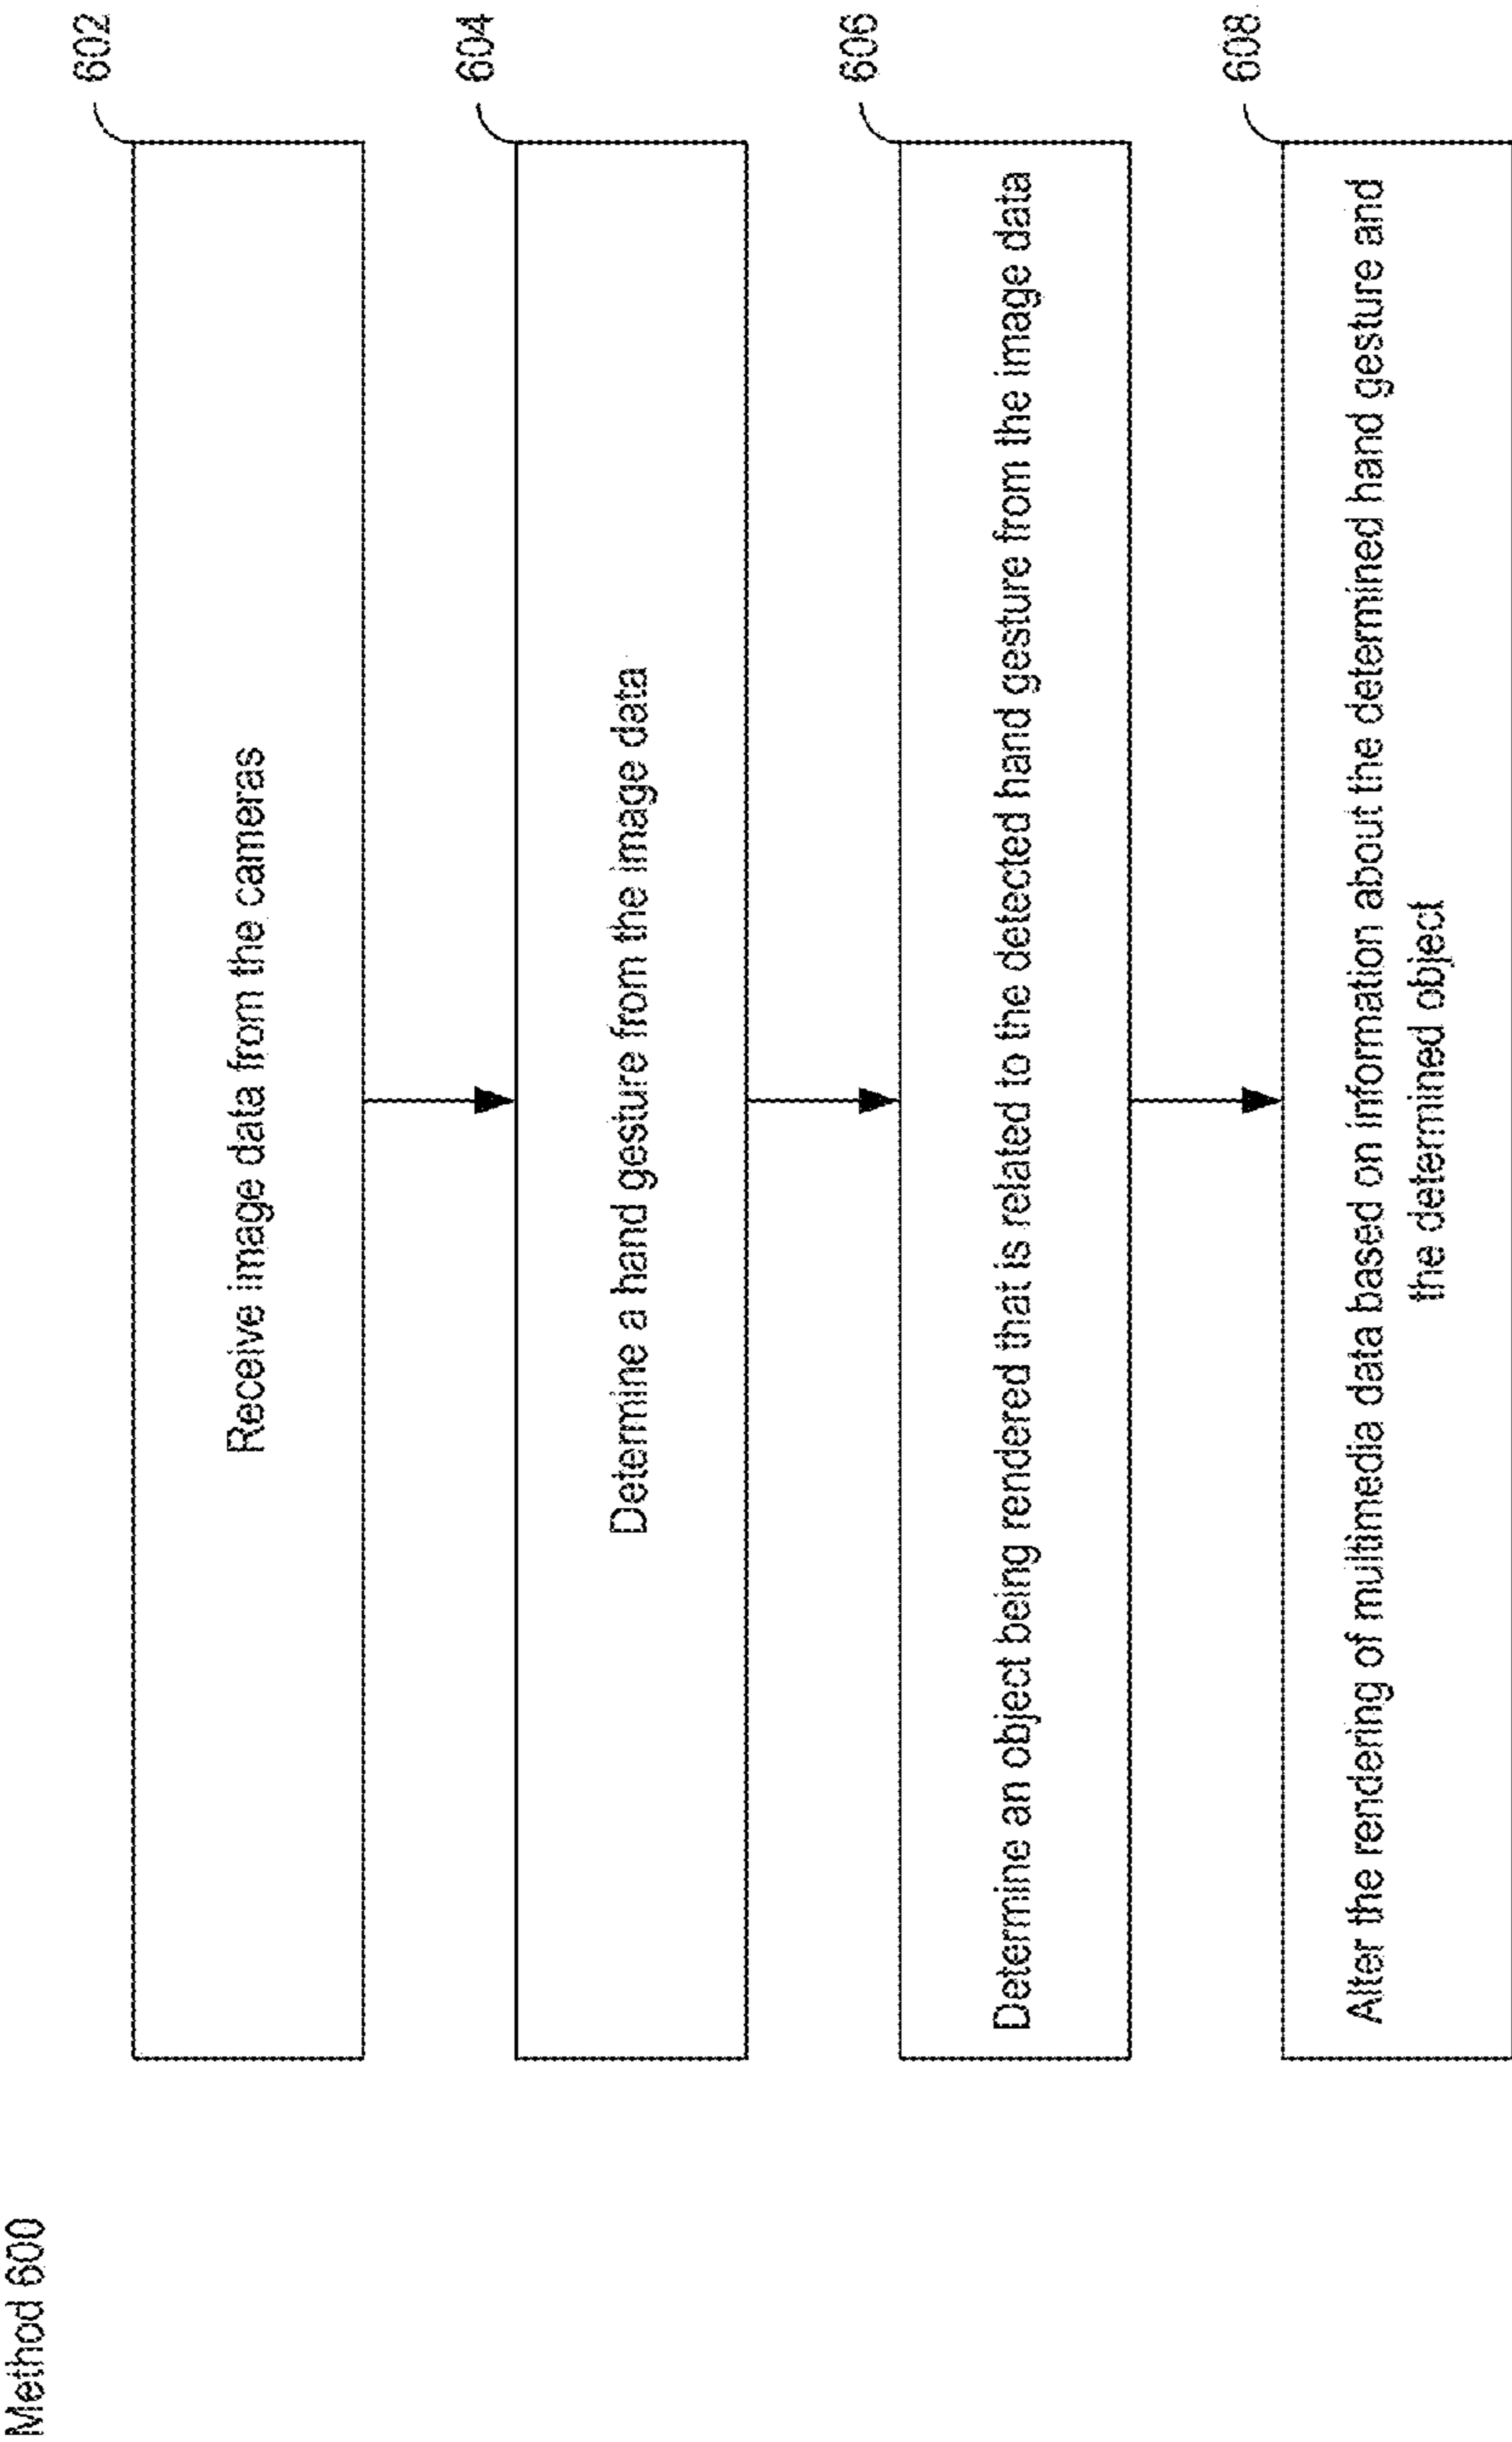 Method 600
602
Receive image data from the cameras
604
Determine a hand gesture from the image data
606
Determine an object being rendered that is related to the detected hand gesture from the image data
608
Alter the rendering of multimedia data based on information about the determined hand gesture and
the determined object